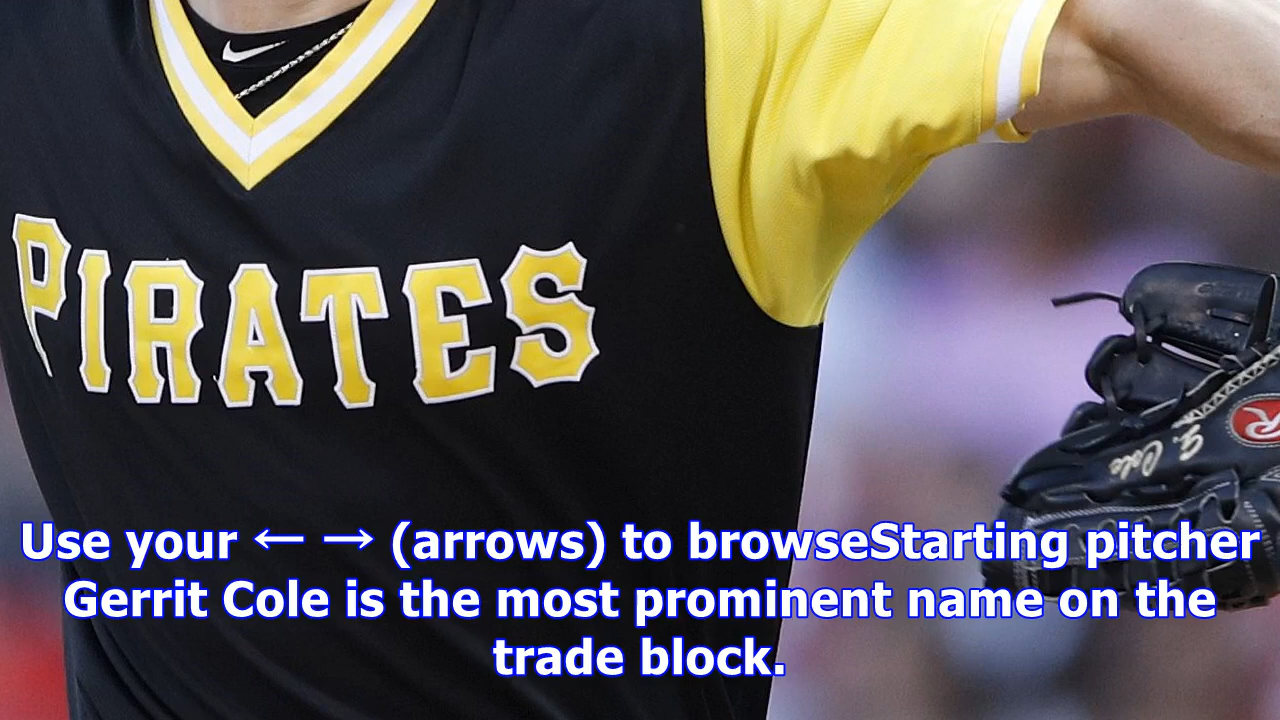 PIRATES
G. Cole
R
Use your ← → (arrows) to browseStarting pitcher
Gerrit Cole is the most prominent name on the
trade block.